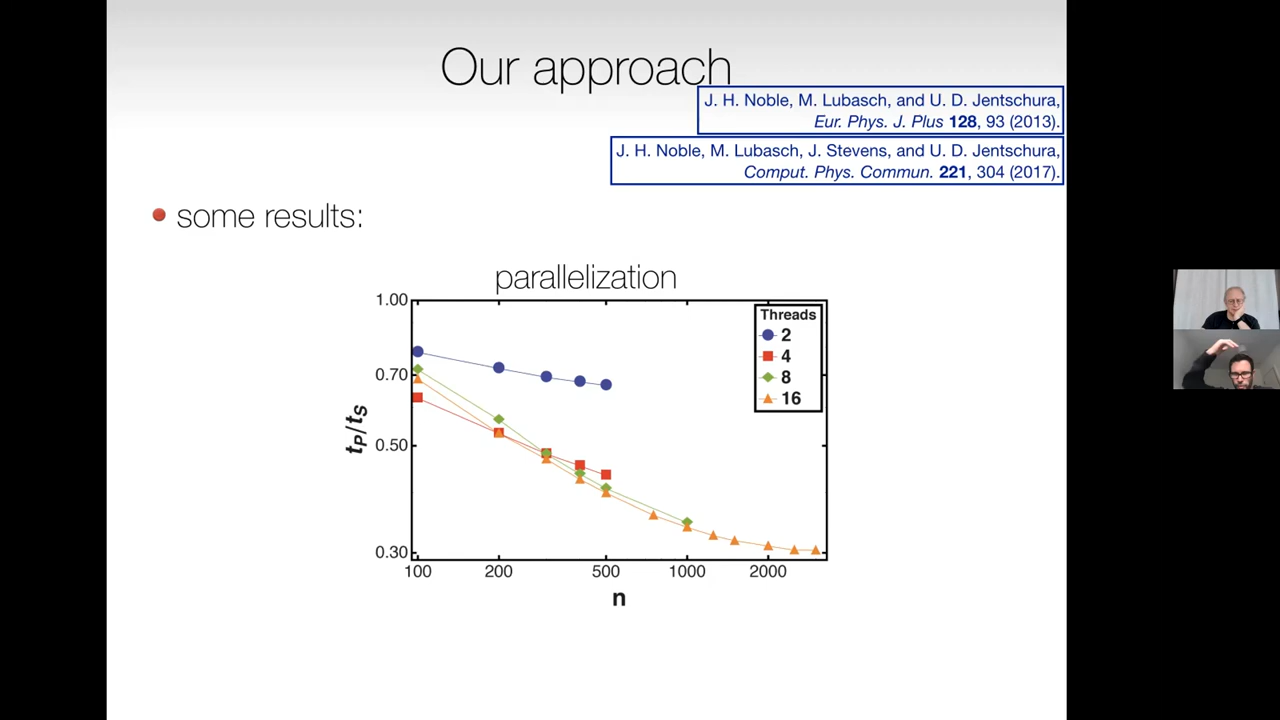 Our approach
J. H. Noble, M. Lubasch, and U. D. Jentschura,
Eur. Phys. J. Plus 128, 93 (2013).
J. H. Noble, M. Lubasch, J. Stevens, and U. D. Jentschura,
Comput. Phys. Commun. 221, 304 (2017).
some results:
parallelization
Threads
2
4
8
16
1.00
0.70
0.50
0.30
tP/tS
100 200 500 1000 2000
n